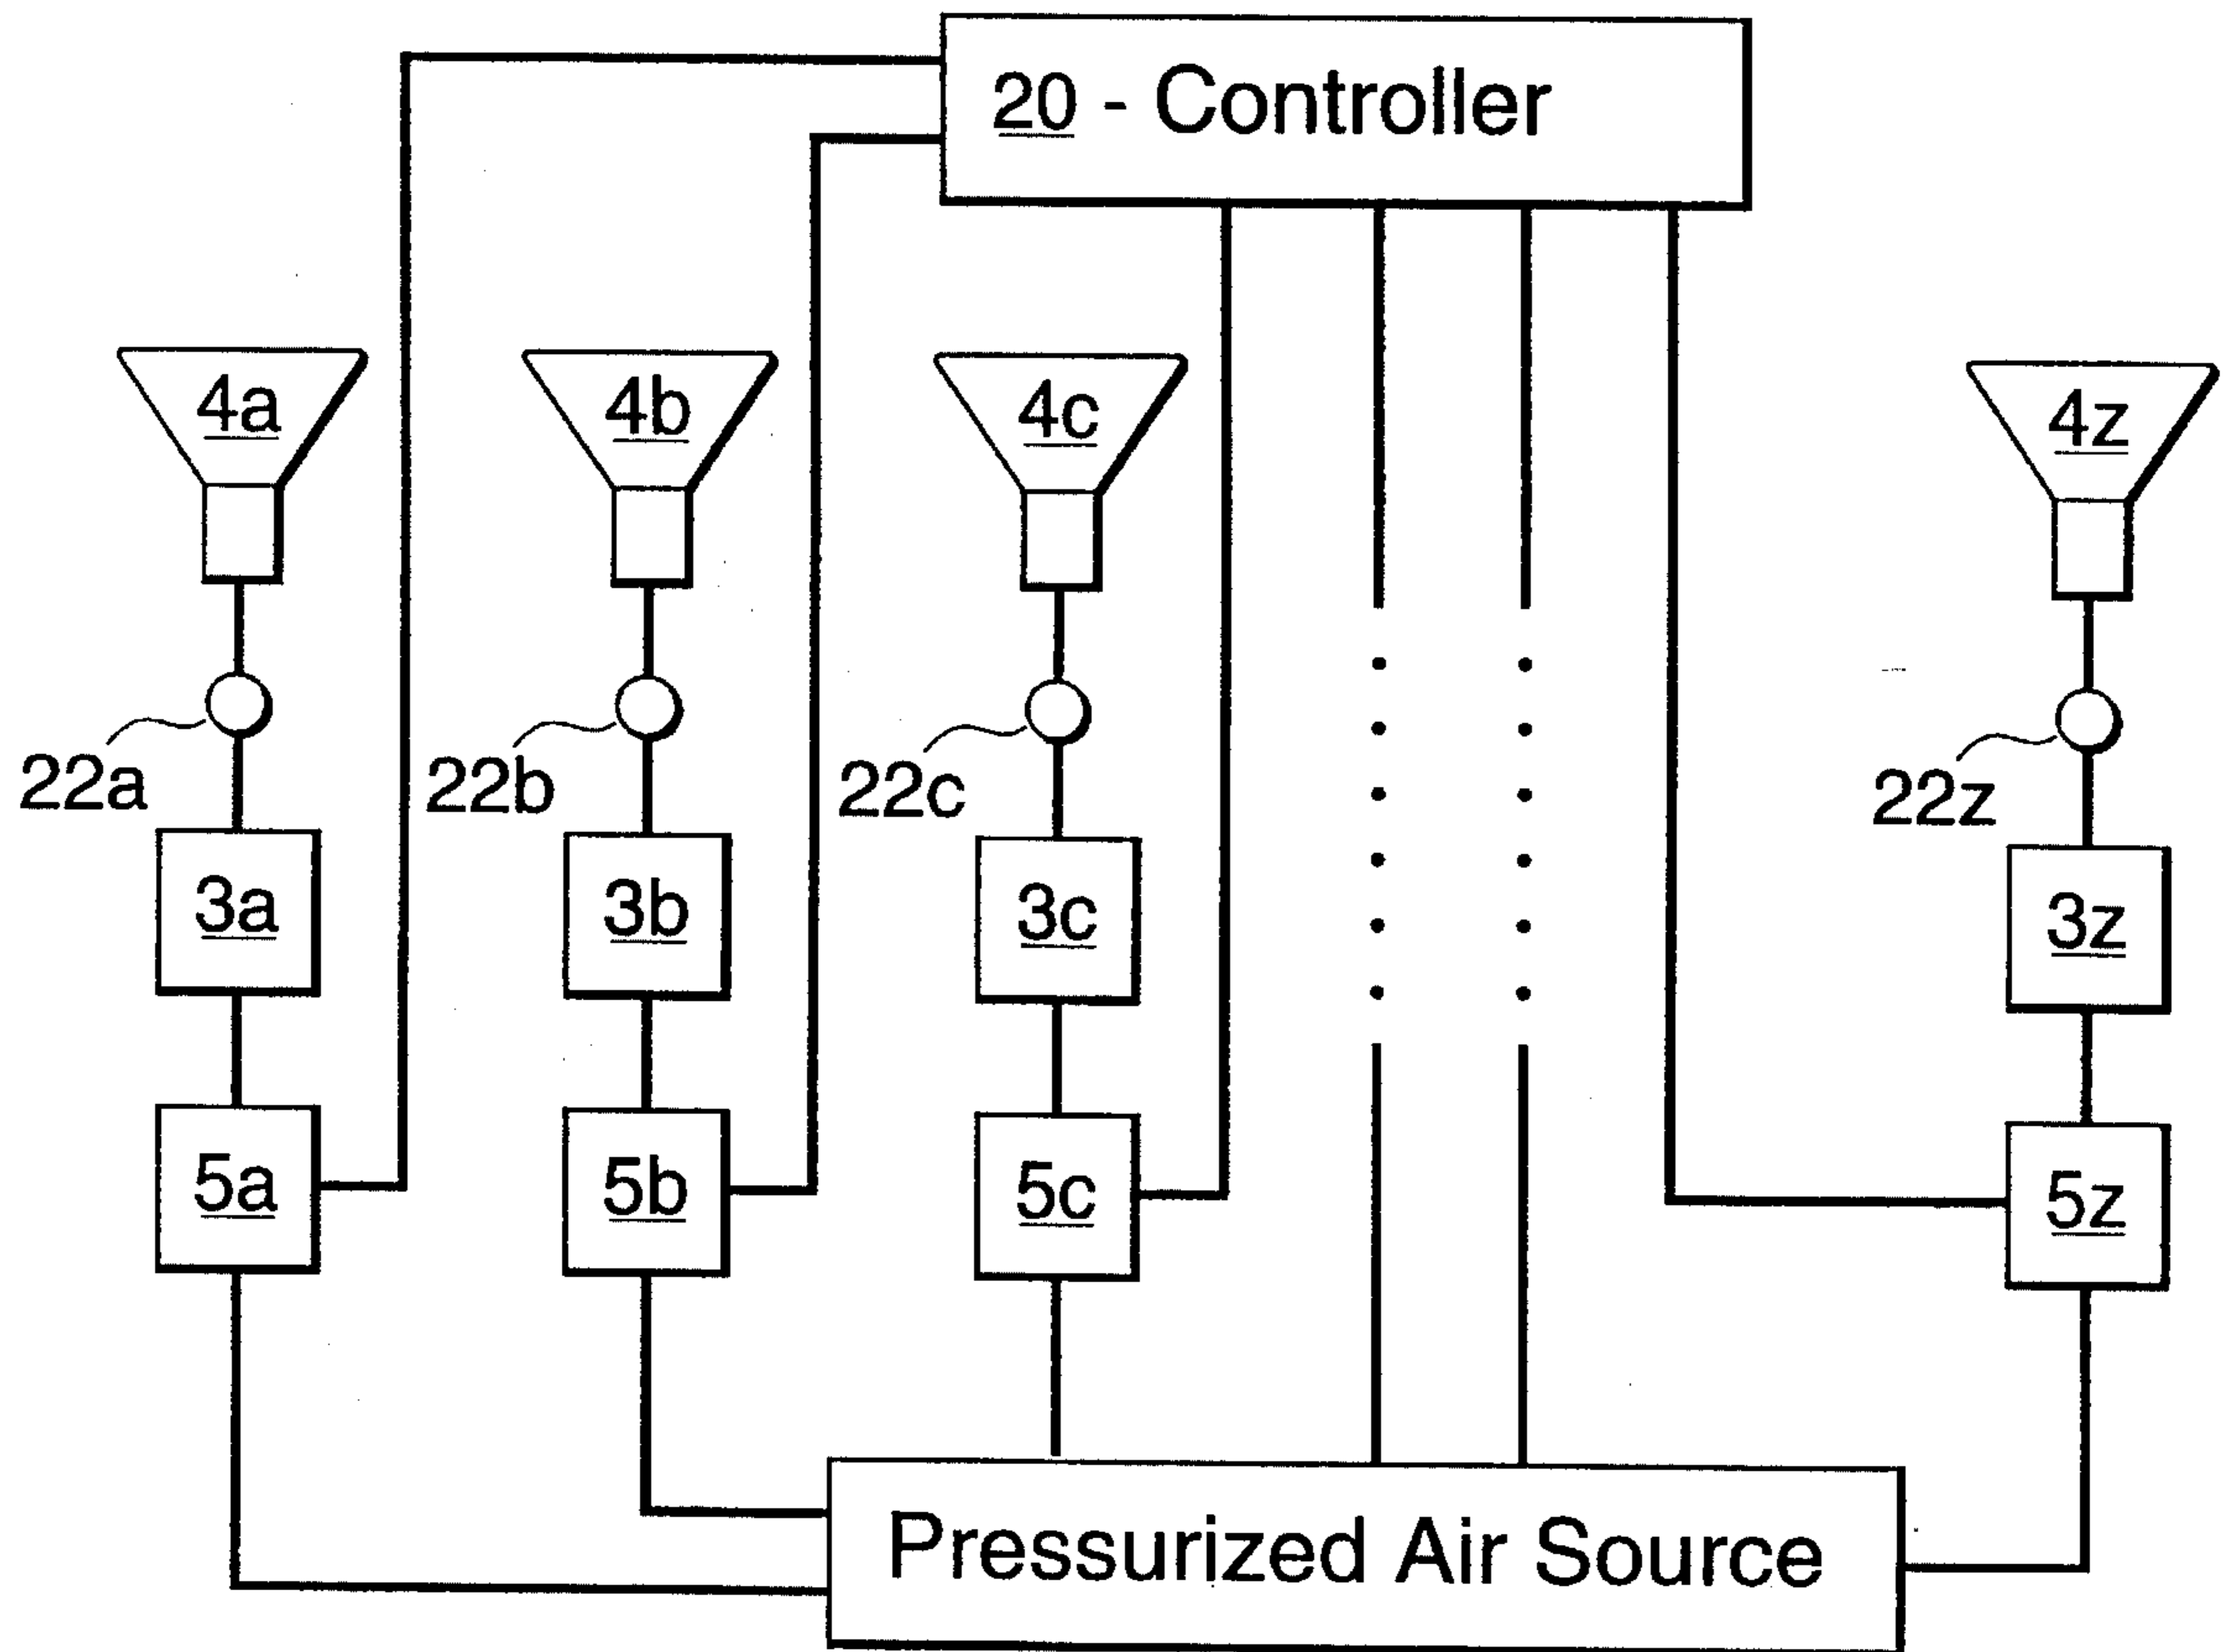 20 - Controller
4a
4b
4c
4z
22a
22b
22c
22z
3a
3b
3c
3z
5a
5b
5c
5z
Pressurized Air Source